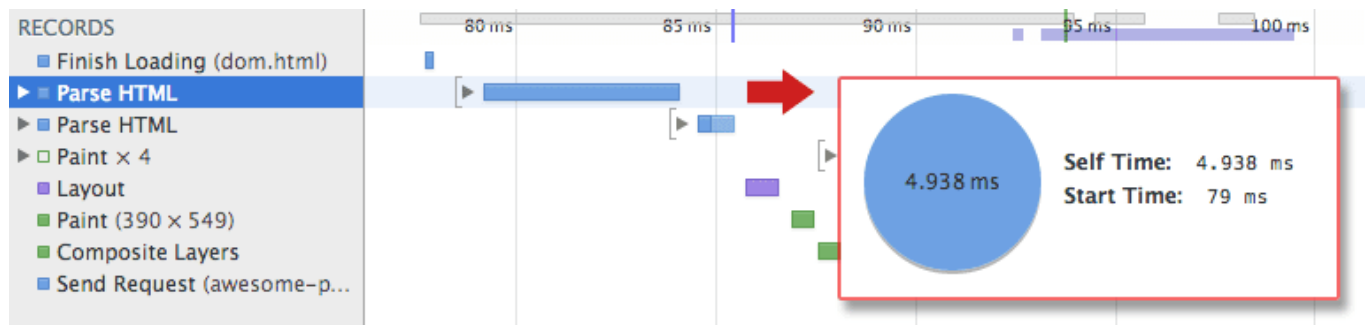 RECORDS
80 ms 85 ms 90 ms 95 ms 100 ms
Finish Loading (dom.html)
Parse HTML
Parse HTML
Paint × 4
Layout
Paint (390 × 549)
Composite Layers
Send Request (awesome-p...
4.938 ms
Self Time: 4.938 ms
Start Time: 79 ms